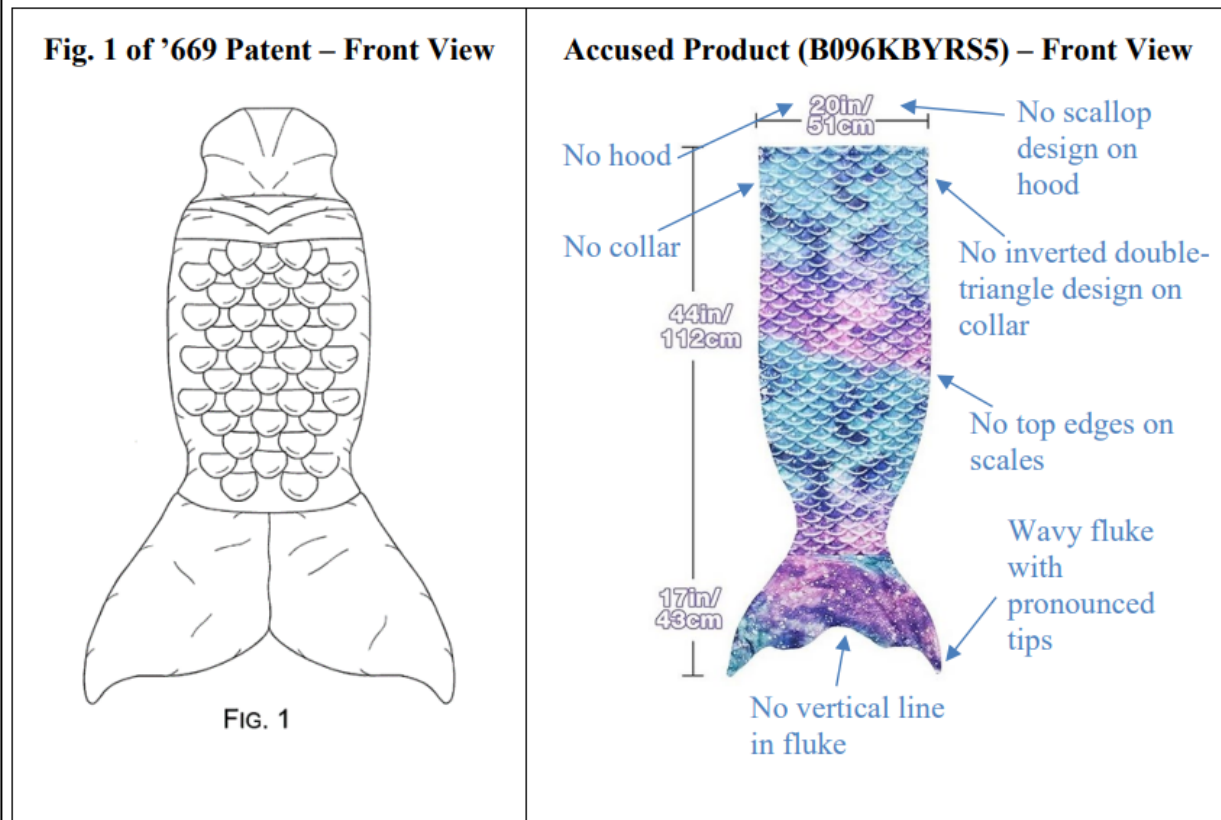 Fig. 1 of ’669 Patent – Front View
FIG. 1
Accused Product (B096KBYRS5) – Front View
20in/
51cm
No hood
No scallop
design on
hood
No collar
No inverted double-
triangle design on
collar
44in/
112cm
No top edges on
scales
Wavy fluke
with
pronounced
tips
17in/
43cm
No vertical line
in fluke